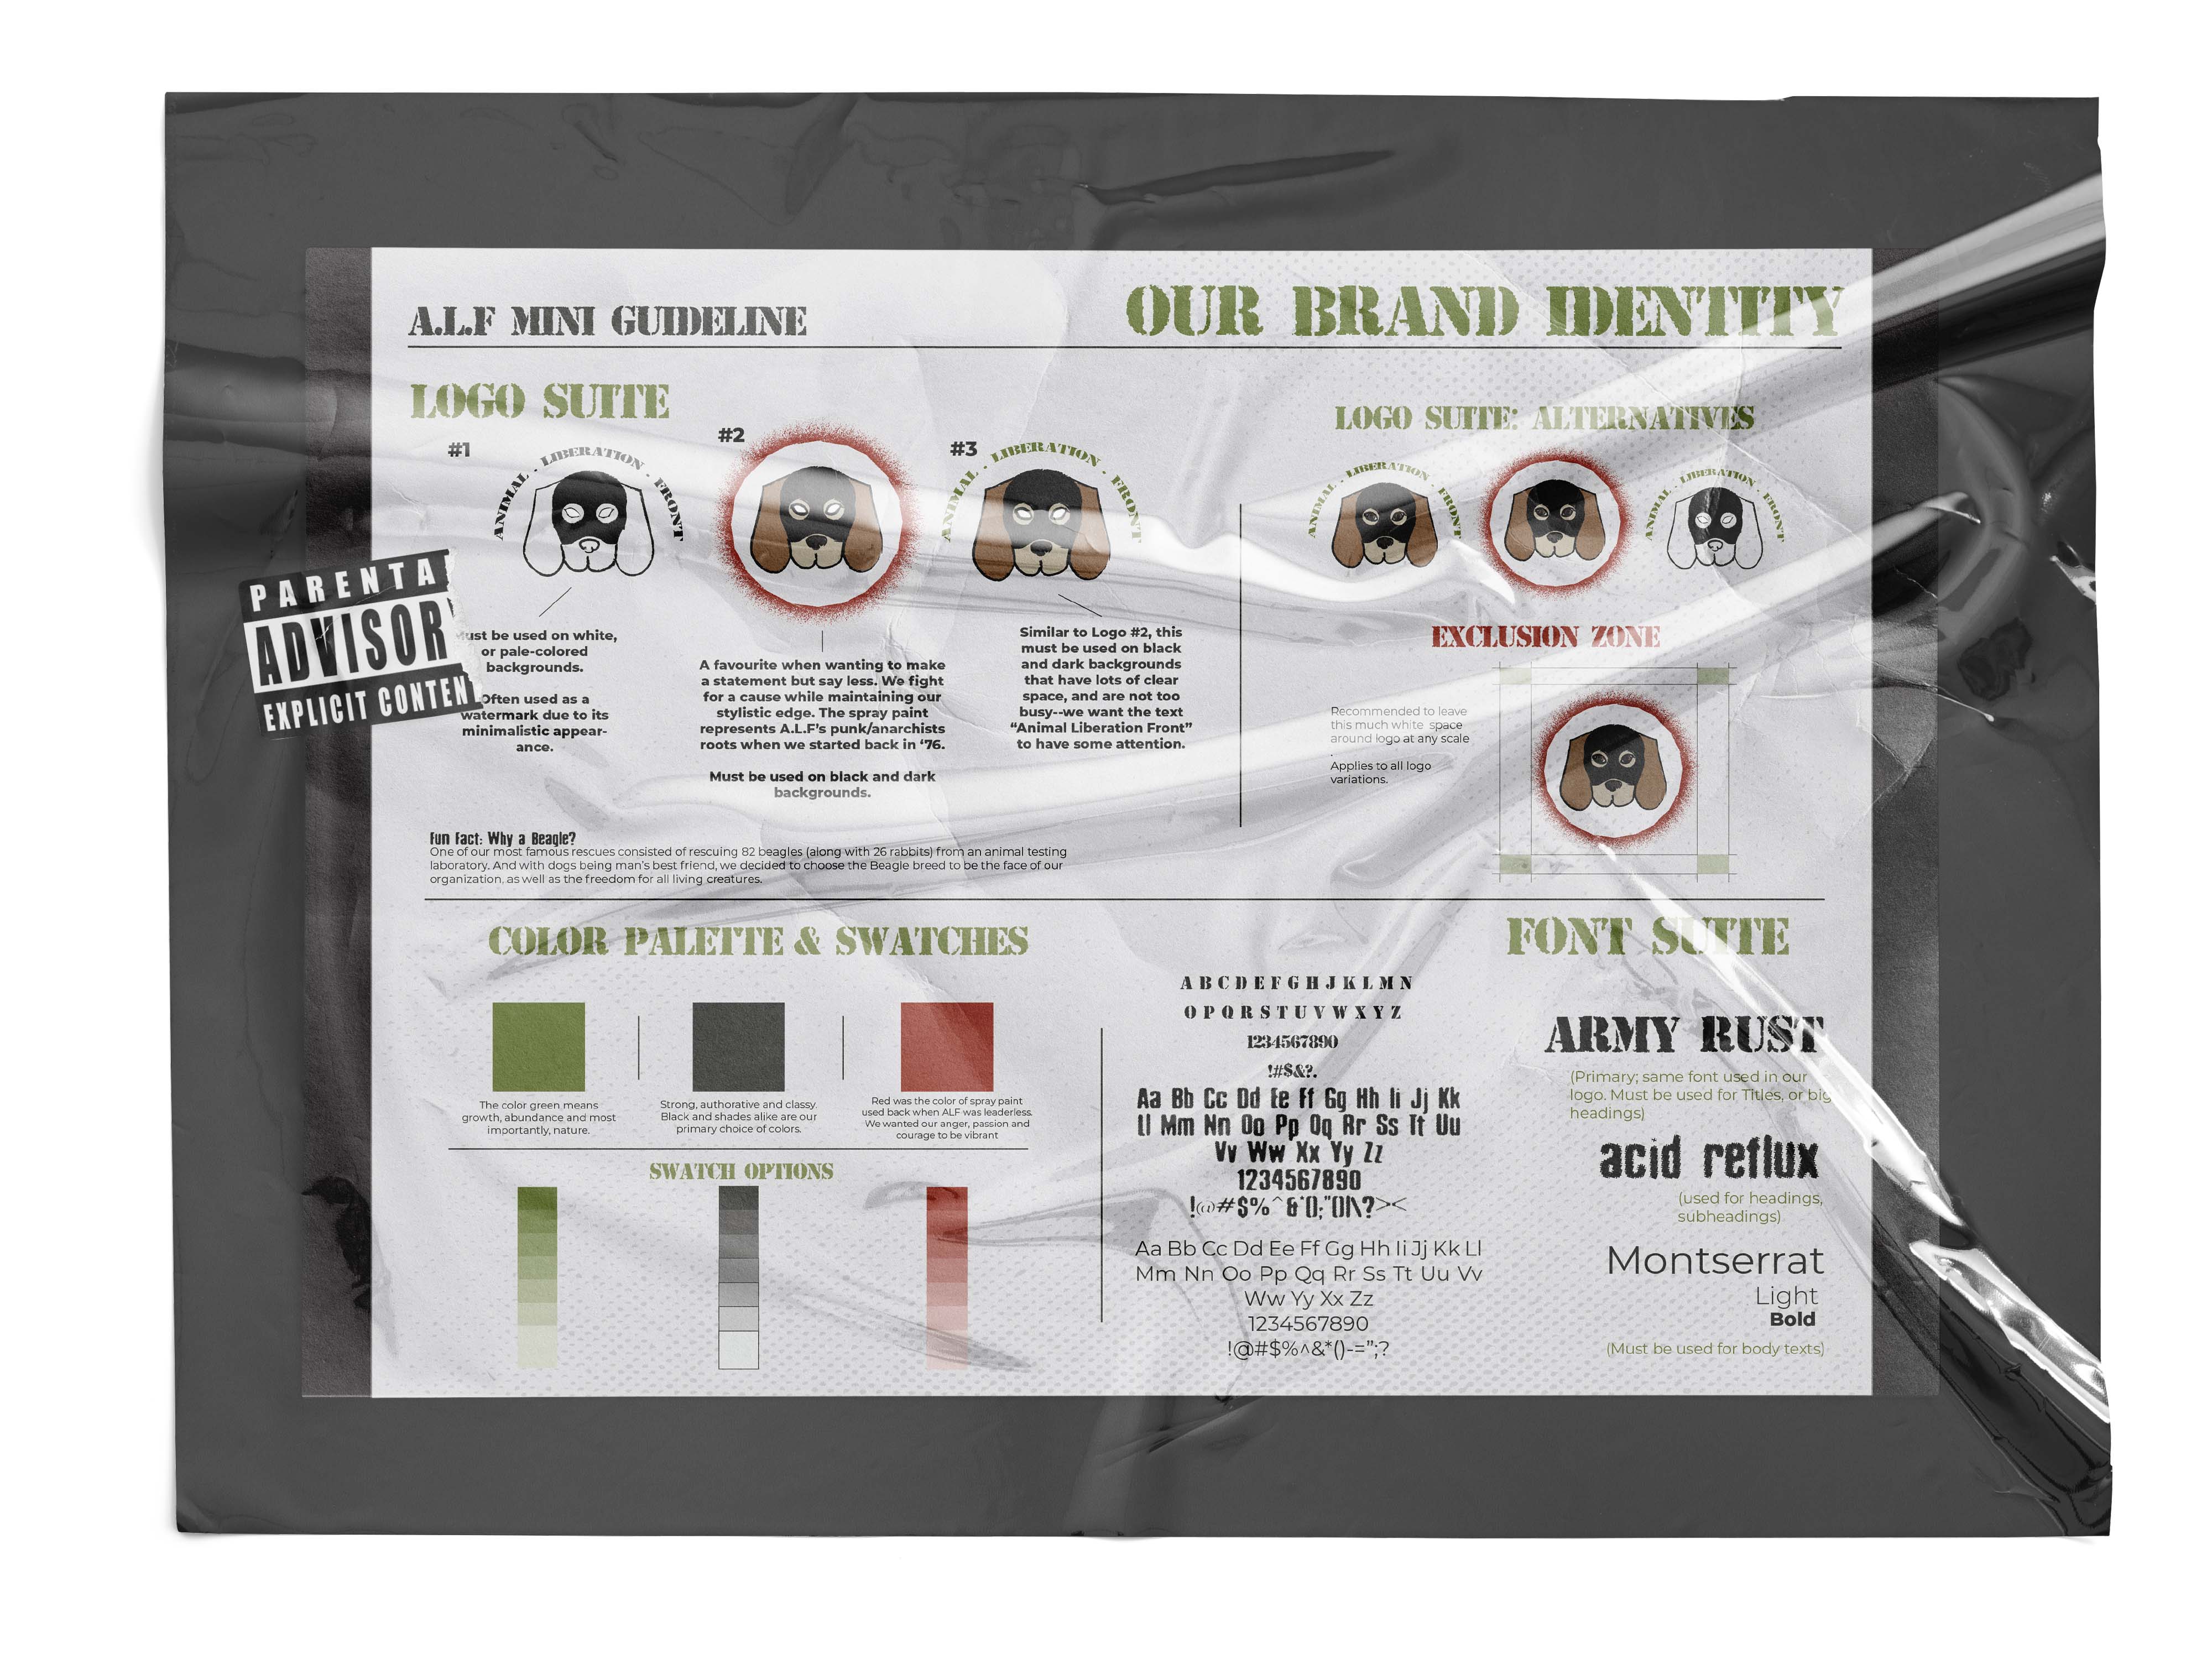 A.L.F MINI GUIDELINE
OUR BRAND IDENTITY
LOGO SUITE
#1
ANIMAL · LIBERATION · FRONT
#2
#3
ANIMAL · LIBERATION · FRONT
Must be used on white,
or pale-colored
backgrounds.
Often used as a
watermark due to its
minimalistic appear-
ance.
A favourite when wanting to make
a statement but say less. We fight
for a cause while maintaining our
stylistic edge. The spray paint
represents A.L.F's punk/anarchists
roots when we started back in ‘76.
Must be used on black and dark
backgrounds.
Similar to Logo #2, this
must be used on black
and dark backgrounds
that have lots of clear
space, and are not too
busy--we want the text
“Animal Liberation Front”
to have some attention.
PARENTA
ADVISOR
EXPLICIT CONTENT
Fun Fact: Why a Beagle?
One of our most famous rescues consisted of rescuing 82 beagles (along with 26 rabbits) from an animal testing
laboratory. And with dogs being man's best friend, we decided to choose the Beagle breed to be the face of our
organization, as well as the freedom for all living creatures.
LOGO SUITE: ALTERNATIVES
ANIMAL · LIBERATION · FRONT
ANIMAL · LIBERATION · FRONT
EXCLUSION ZONE
Recommended to leave
this much white space
around logo at any scale
.
Applies to all logo
variations.
COLOR PALETTE & SWATCHES
The color green means
growth, abundance and most
importantly, nature.
Strong, authorative and classy.
Black and shades alike are our
primary choice of colors.
Red was the color of spray paint
used back when ALF was leaderless.
We wanted our anger, passion and
courage to be vibrant
SWATCH OPTIONS
FONT SUITE
A B C D E F G H J K L M N
O P Q R S T U V W X Y Z
1234567890
!#$&?.
Aa Bb Cc Dd Ee Ff Gg Hh Ii Jj Kk
Ll Mm Nn Oo Pp Qq Rr Ss Tt Uu
Vv Ww Xx Yy Zz
1234567890
!@#$%^&*();"()|\?><
Aa Bb Cc Dd Ee Ff Gg Hh Ii Jj Kk Ll
Mm Nn Oo Pp Qq Rr Ss Tt Uu Vv
Ww Yy Xx Zz
1234567890
!@#$%^&*()-=”;?
ARMY RUST
(Primary; same font used in our
logo. Must be used for Titles, or big
headings)
acid reflux
(used for headings,
subheadings)
Montserrat
Light
Bold
(Must be used for body texts)